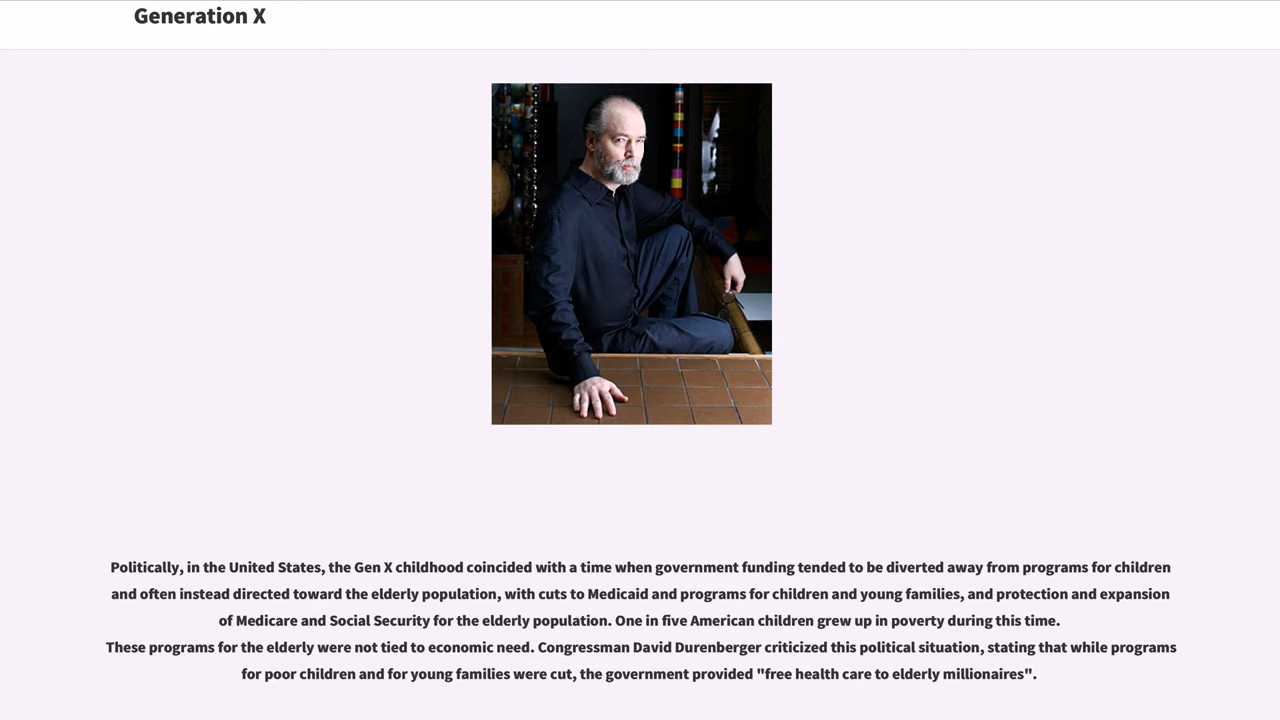 Generation X
Politically, in the United States, the Gen X childhood coincided with a time when government funding tended to be diverted away from programs for children
and often instead directed toward the elderly population, with cuts to Medicaid and programs for children and young families, and protection and expansion
of Medicare and Social Security for the elderly population. One in five American children grew up in poverty during this time.
These programs for the elderly were not tied to economic need. Congressman David Durenberger criticized this political situation, stating that while programs
for poor children and for young families were cut, the government provided "free health care to elderly millionaires".